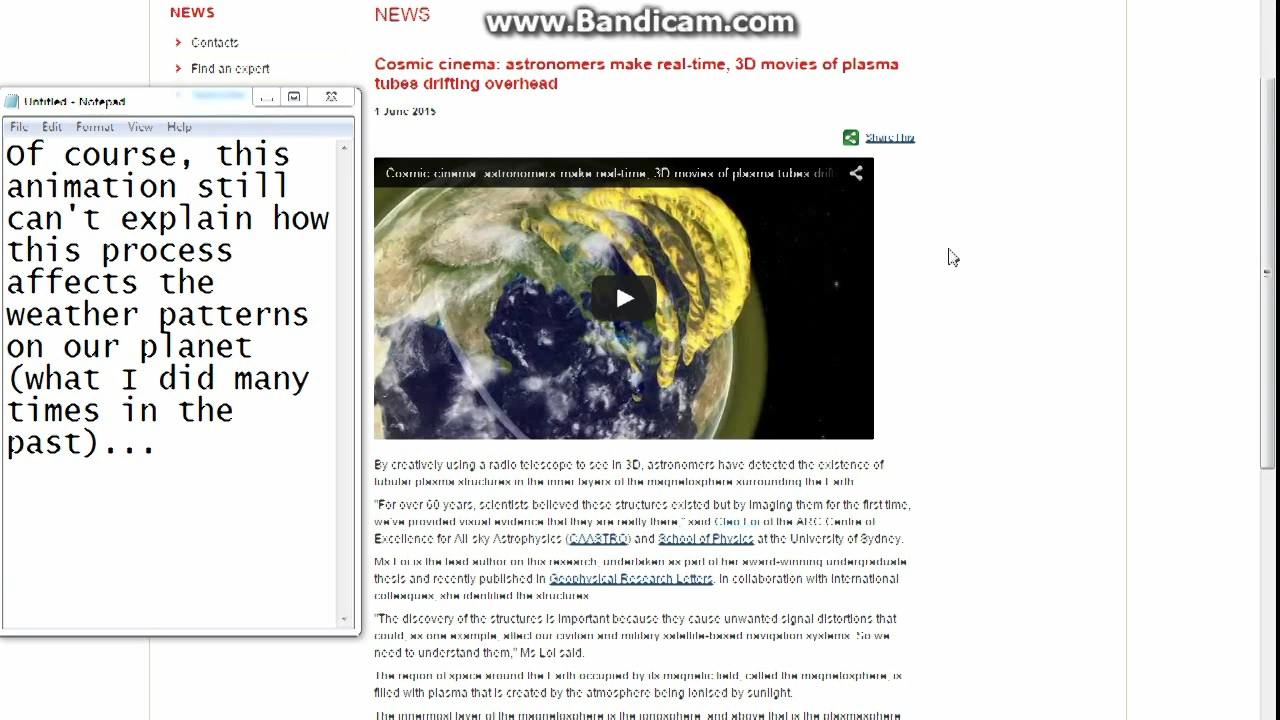 www.Bandicam.com
NEWS
Contacts
Find an expert
NEWS
Cosmic cinema: astronomers make real-time, 3D movies of plasma
tubes drifting overhead
1 June 2015
Share This
Untitled - Notepad
File Edit Format View Help
Of course, this
animation still
can't explain how
this process
affects the
weather patterns
on our planet
(what I did many
times in the
past)...
Cosmic cinema: astronomers make real-time, 3D movies of plasma tubes drift
By creatively using a radio telescope to see in 3D, astronomers have detected the existence of
tubular plasma structures in the inner layers of the magnetosphere surrounding the Earth.
"For over 60 years, scientists believed these structures existed but by imaging them for the first time,
we've provided visual evidence that they are really there," said Cleo Loi of the ARC Centre of
Excellence for All-sky Astrophysics (CAASTRO) and School of Physics at the University of Sydney.
Ms Loi is the lead author on this research, undertaken as part of her award-winning undergraduate
thesis and recently published in Geophysical Research Letters. In collaboration with international
colleagues, she identified the structures.
"The discovery of the structures is important because they cause unwanted signal distortions that
could, as one example, affect our civilian and military satellite-based navigation systems. So we
need to understand them," Ms Loi said.
The region of space around the Earth occupied by its magnetic field, called the magnetosphere, is
filled with plasma that is created by the atmosphere being ionised by sunlight.
The innermost layer of the magnetosphere is the ionosphere, and above that is the plasmasphere